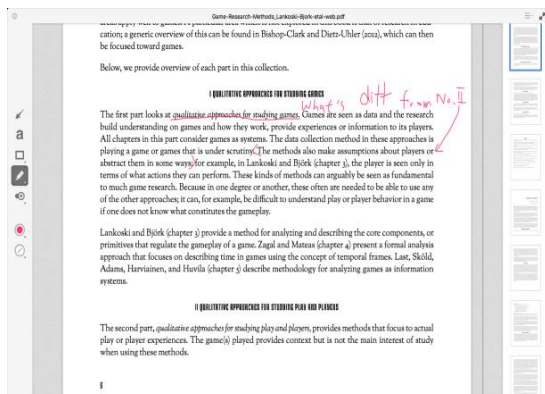 Game-Research-Methods_Lankoski-Bjork-etal-web.pdf
cation; a generic overview of this can be found in Bishop-Clark and Dietz-Uhler (2012), which can then
be focused toward games.
Below, we provide overview of each part in this collection.
I QUALITATIVE APPROACHES FOR STUDYING GAMES
What's diff from No. II
The first part looks at qualitative approaches for studying games. Games are seen as data and the research
build understanding on games and how they work, provide experiences or information to its players.
All chapters in this part consider games as systems. The data collection method in these approaches is
playing a game or games that is under scrutiny. The methods also make assumptions about players or
abstract them in some ways; for example, in Lankoski and Björk (chapter 3), the player is seen only in
terms of what actions they can perform. These kinds of methods can arguably be seen as fundamental
to much game research. Because in one degree or another, these often are needed to be able to use any
of the other approaches; it can, for example, be difficult to understand play or player behavior in a game
if one does not know what constitutes the gameplay.
Lankoski and Björk (chapter 3) provide a method for analyzing and describing the core components, or
primitives that regulate the gameplay of a game. Zagal and Mateas (chapter 4) present a formal analysis
approach that focuses on describing time in games using the concept of temporal frames. Last, Sköld,
Adams, Harviainen, and Huvila (chapter 5) describe methodology for analyzing games as information
systems.
II QUALITATIVE APPROACHES FOR STUDYING PLAY AND PLAYERS
The second part, qualitative approaches for studying play and players, provides methods that focus to actual
play or player experiences. The game(s) played provides context but is not the main interest of study
when using these methods.
a
6